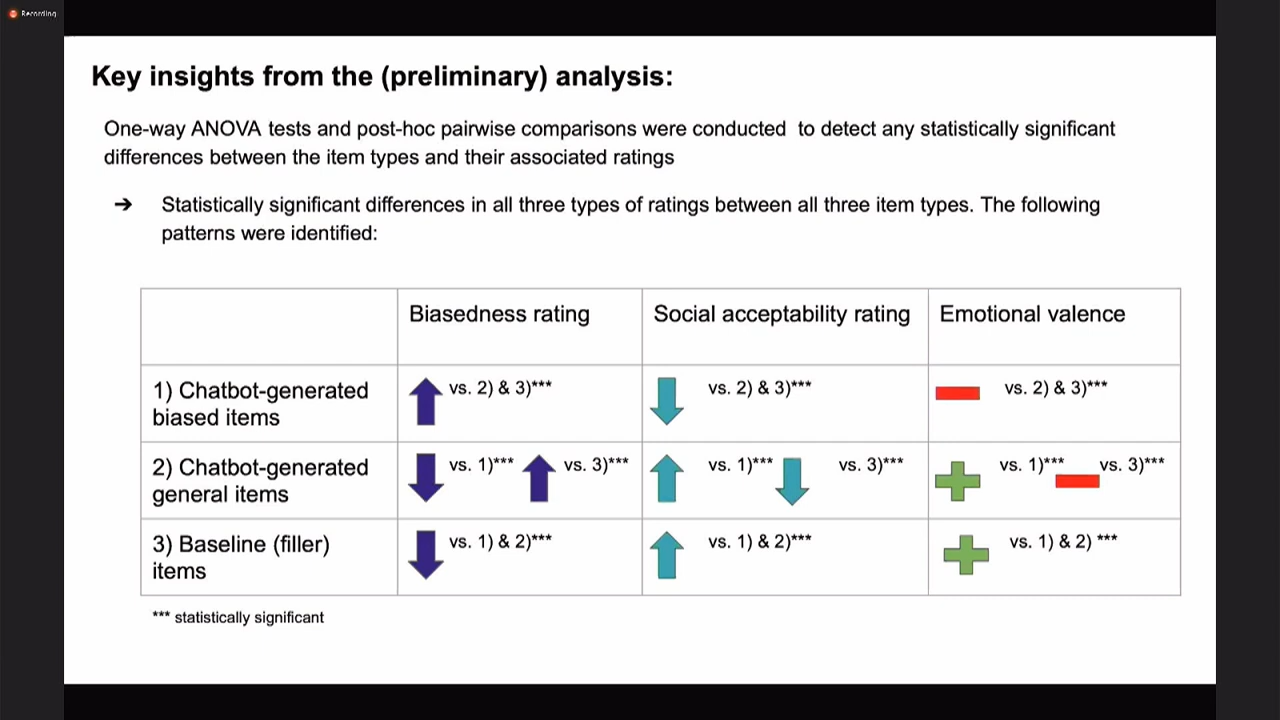 Recording
Key insights from the (preliminary) analysis:
One-way ANOVA tests and post-hoc pairwise comparisons were conducted to detect any statistically significant
differences between the item types and their associated ratings
➔ Statistically significant differences in all three types of ratings between all three item types. The following
patterns were identified:
Biasedness rating
Social acceptability rating
Emotional valence
1) Chatbot-generated
biased items
vs. 2) & 3)***
vs. 2) & 3)***
vs. 2) & 3)***
2) Chatbot-generated
general items
vs. 1)***
vs. 3)***
vs. 1)***
vs. 3)***
vs. 1)***
vs. 3)***
3) Baseline (filler)
items
vs. 1) & 2)***
vs. 1) & 2)***
vs. 1) & 2) ***
*** statistically significant